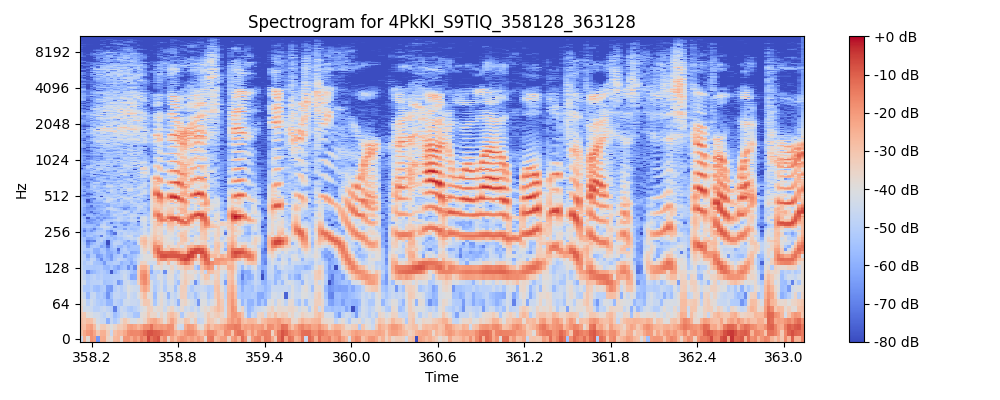 Spectrogram for 4PkKI_S9TIQ_358128_363128
Hz
8192
4096
2048
1024
512
256
128
64
0
358.2 358.8 359.4 360.0 360.6 361.2 361.8 362.4 363.0
Time
+0 dB
-10 dB
-20 dB
-30 dB
-40 dB
-50 dB
-60 dB
-70 dB
-80 dB